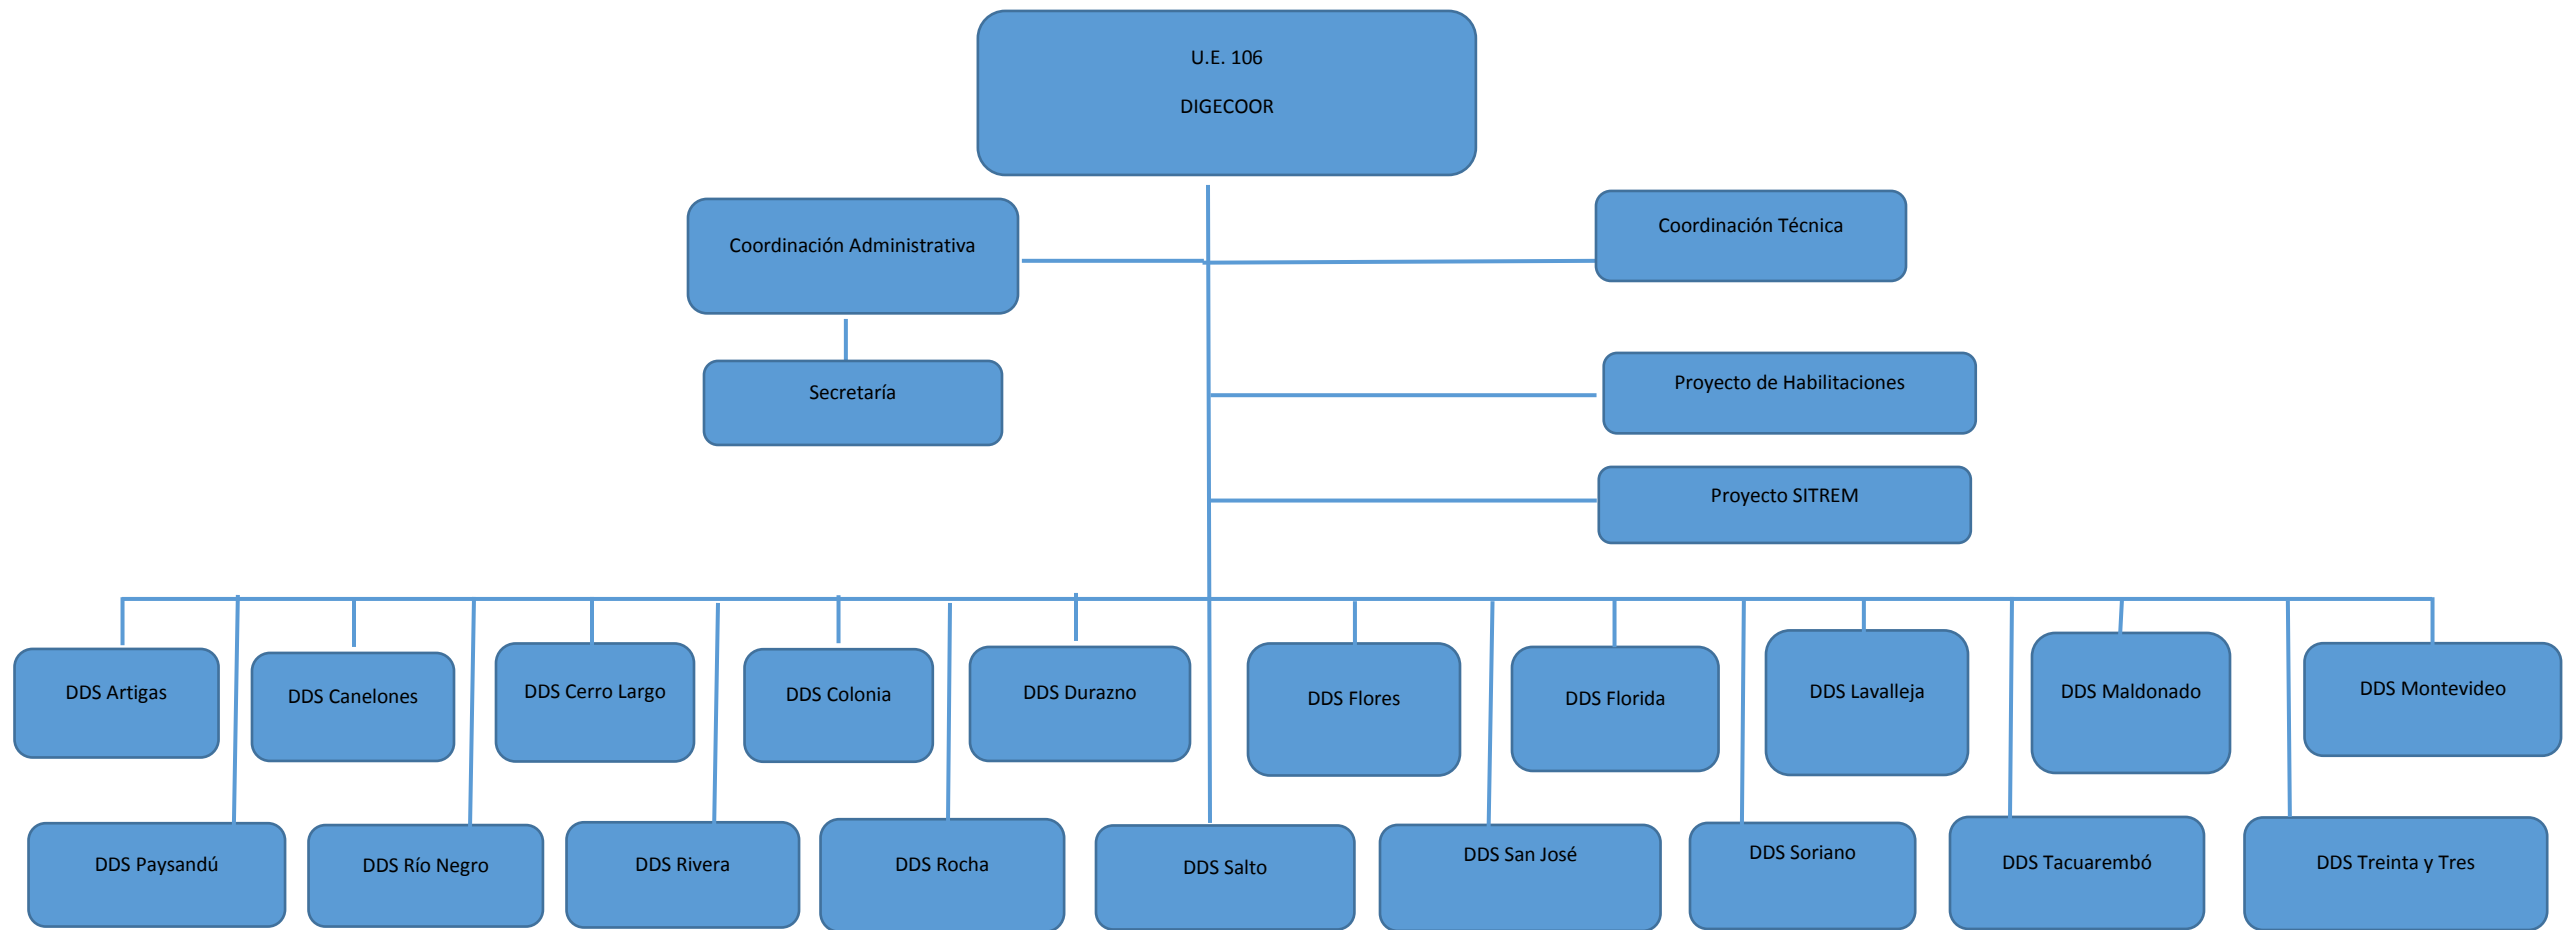 U.E. 106
DIGECOOR
Coordinación Administrativa
Coordinación Técnica
Secretaría
Proyecto de Habilitaciones
Proyecto SITREM
DDS Artigas
DDS Canelones
DDS Cerro Largo
DDS Colonia
DDS Durazno
DDS Flores
DDS Florida
DDS Lavalleja
DDS Maldonado
DDS Montevideo
DDS Paysandú
DDS Río Negro
DDS Rivera
DDS Rocha
DDS Salto
DDS San José
DDS Soriano
DDS Tacuarembó
DDS Treinta y Tres